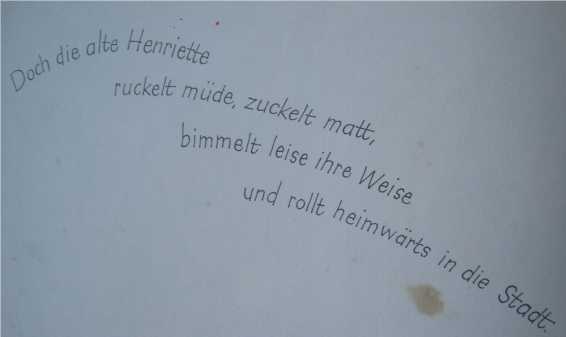 Doch die alte Henriette
ruckelt müde, zuckelt matt,
bimmelt leise ihre Weise
und rollt heimwärts in die Stadt.